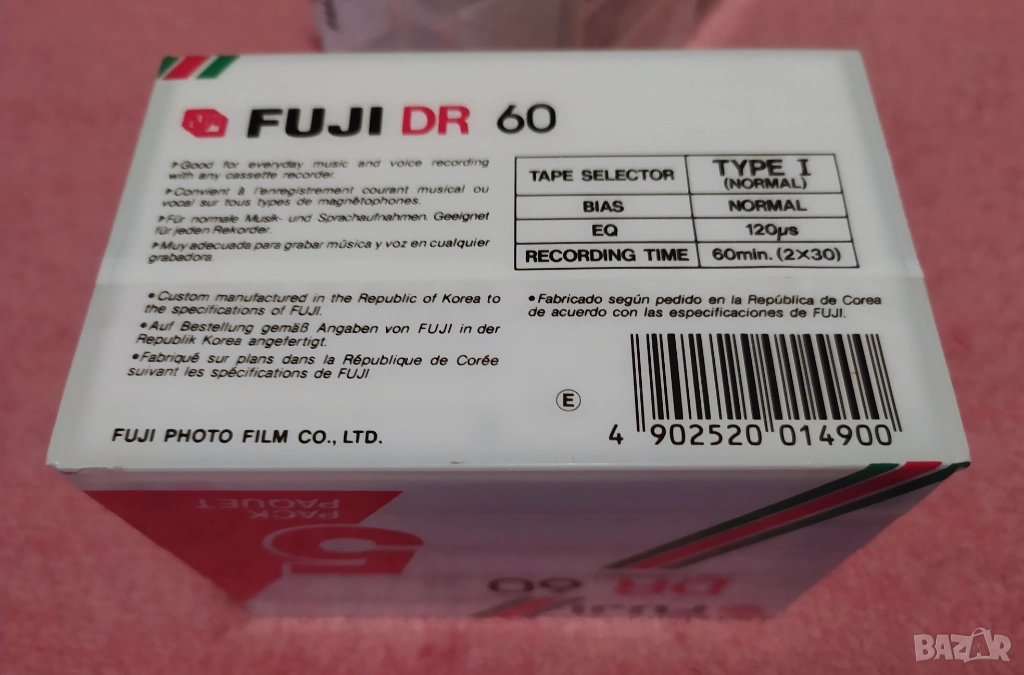 FUJI DR 60
▸Good for everyday music and voice recording
with any cassette recorder.
▸Convient à l'enregistrement courant musical ou
vocal sur tous types de magnétophones.
▸Für normale Musik- und Sprachaufnahmen. Geeignet
für jeden Rekorder.
▸Muy adecuada para grabar música y voz en cualquier
grabadora.
TAPE SELECTOR TYPE I
(NORMAL)
BIAS NORMAL
EQ 120µs
RECORDING TIME 60min. (2×30)
•Custom manufactured in the Republic of Korea to
the specifications of FUJI.
•Auf Bestellung gemäß Angaben von FUJI in der
Republik Korea angefertigt.
•Fabriqué sur plans dans la République de Corée
suivant les spécifications de FUJI.
•Fabricado según pedido en la República de Corea
de acuerdo con las especificaciones de FUJI.
E
4 902520 014900
FUJI PHOTO FILM CO., LTD.
PACK
PAQUET
5
FUJI
DR 60
BAZAR